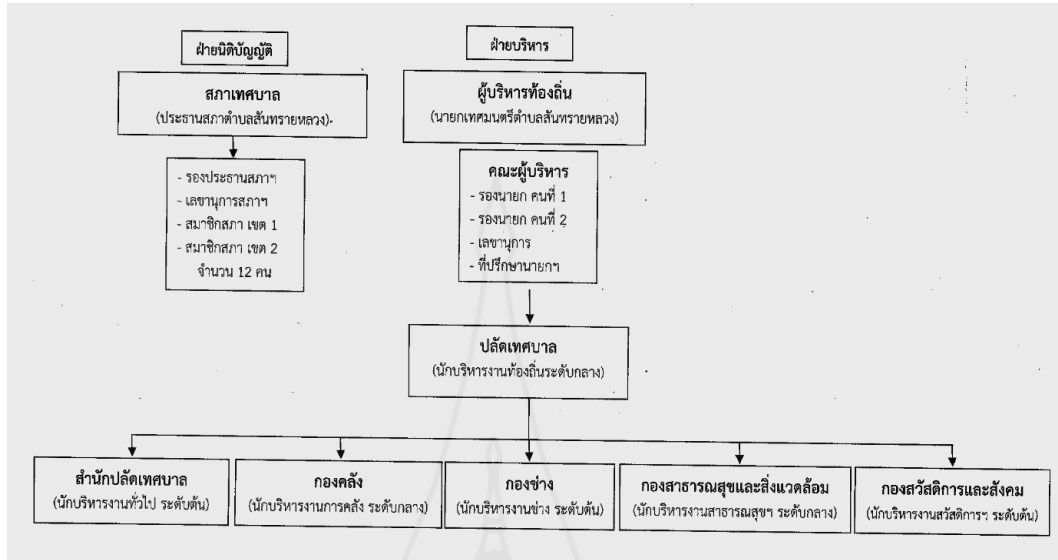 ฝ่ายนิติบัญญัติ
สภาเทศบาล
(ประธานสภาตำบลสันทรายหลวง)
- รองประธานสภาฯ
- เลขานุการสภาฯ
- สมาชิกสภา เขต 1
- สมาชิกสภา เขต 2
จำนวน 12 คน
ฝ่ายบริหาร
ผู้บริหารท้องถิ่น
(นายกเทศมนตรีตำบลสันทรายหลวง)
คณะผู้บริหาร
- รองนายก คนที่ 1
- รองนายก คนที่ 2
- เลขานุการ
- ที่ปรึกษานายกฯ
ปลัดเทศบาล
(นักบริหารงานท้องถิ่นระดับกลาง)
สำนักปลัดเทศบาล
(นักบริหารงานทั่วไป ระดับต้น)
กองคลัง
(นักบริหารงานการคลัง ระดับกลาง)
กองช่าง
(นักบริหารงานช่าง ระดับต้น)
กองสาธารณสุขและสิ่งแวดล้อม
(นักบริหารงานสาธารณสุขฯ ระดับกลาง)
กองสวัสดิการและสังคม
(นักบริหารงานสวัสดิการฯ ระดับต้น)